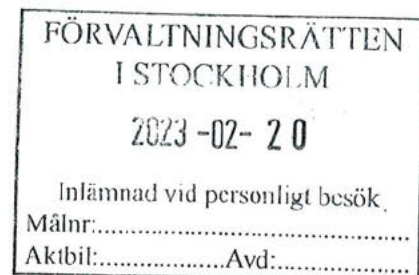 FÖRVALTNINGSRÄTTEN
I STOCKHOLM
2023 -02- 20
Inlämnad vid personligt besök
Målnr:........................................................
Aktbil:.................Avd:........................